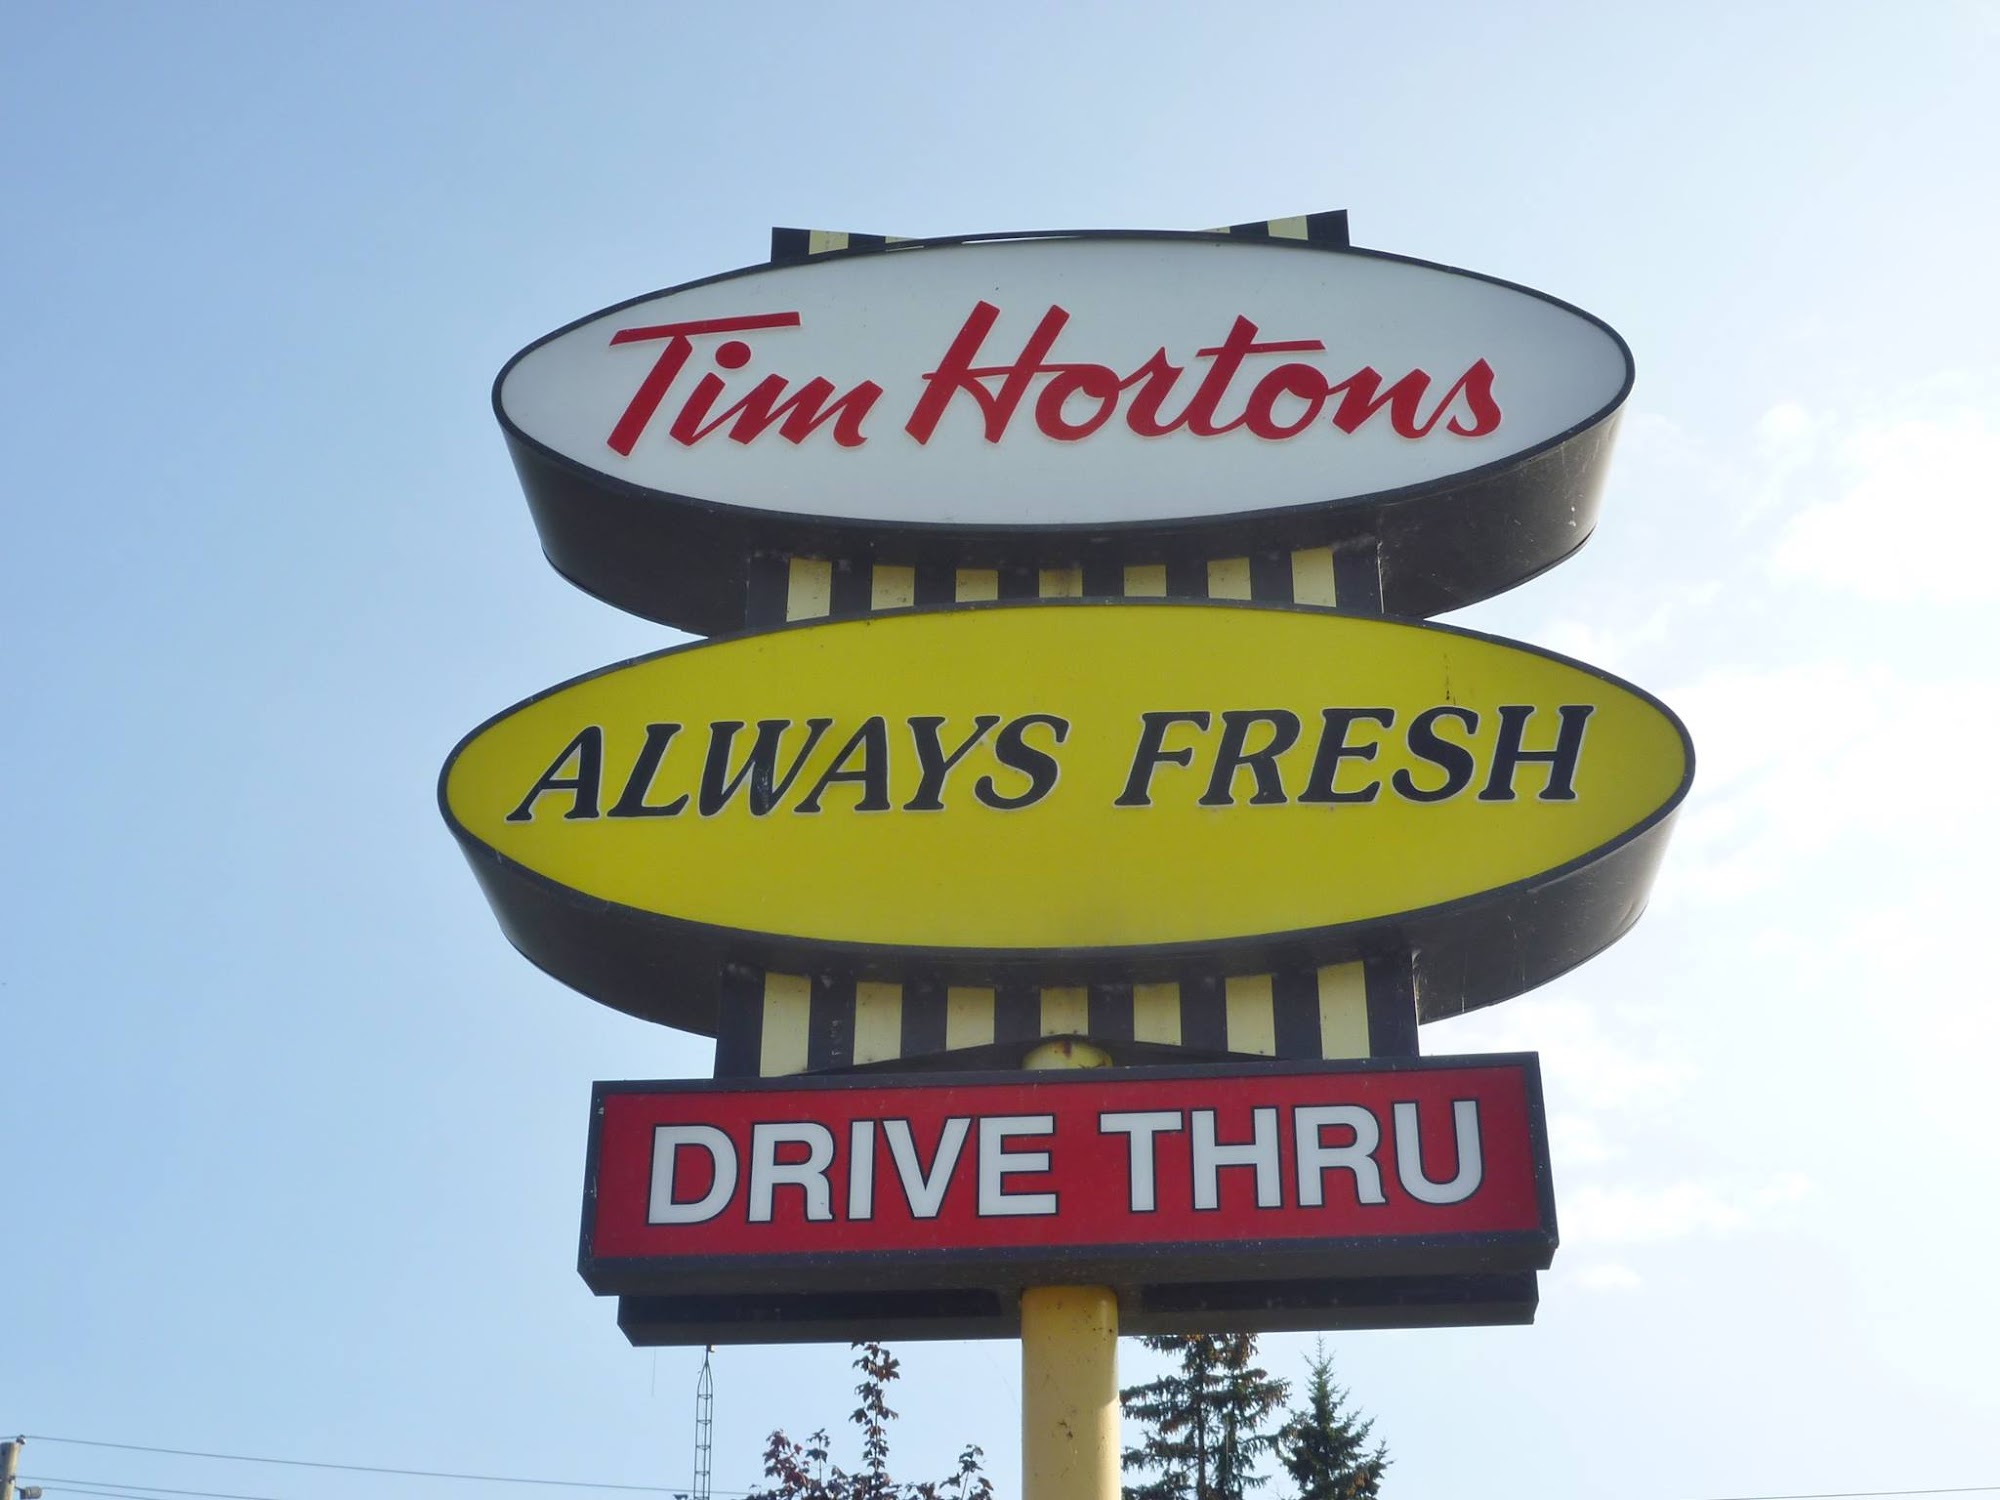 Tim Hortons
ALWAYS FRESH
DRIVE THRU